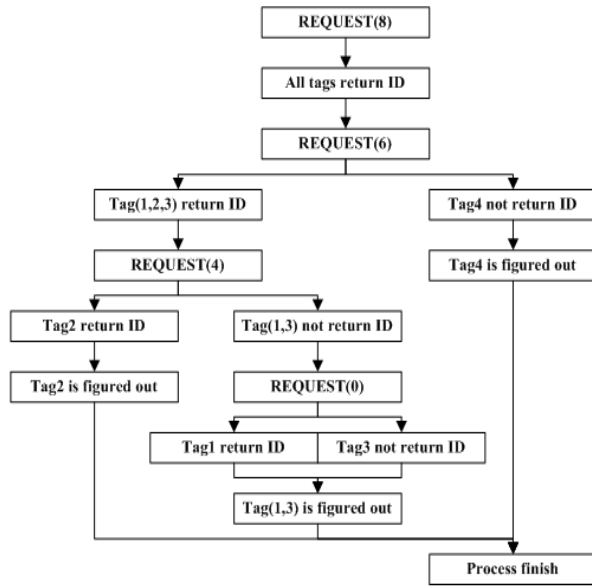 REQUEST(8)
All tags return ID
REQUEST(6)
Tag(1,2,3) return ID
Tag4 not return ID
REQUEST(4)
Tag4 is figured out
Tag2 return ID
Tag(1,3) not return ID
Tag2 is figured out
REQUEST(0)
Tag1 return ID
Tag3 not return ID
Tag(1,3) is figured out
Process finish